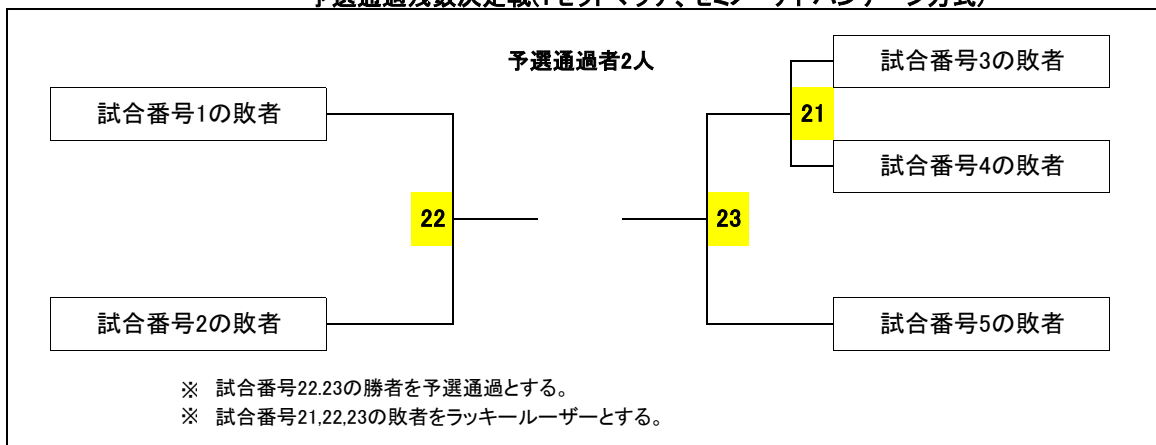 予選通過者2人
試合番号3の敗者
試合番号1の敗者
21
試合番号4の敗者
22
23
試合番号2の敗者
試合番号5の敗者
※ 試合番号22.23の勝者を予選通過とする。
※ 試合番号21,22,23の敗者をラッキールーザーとする。